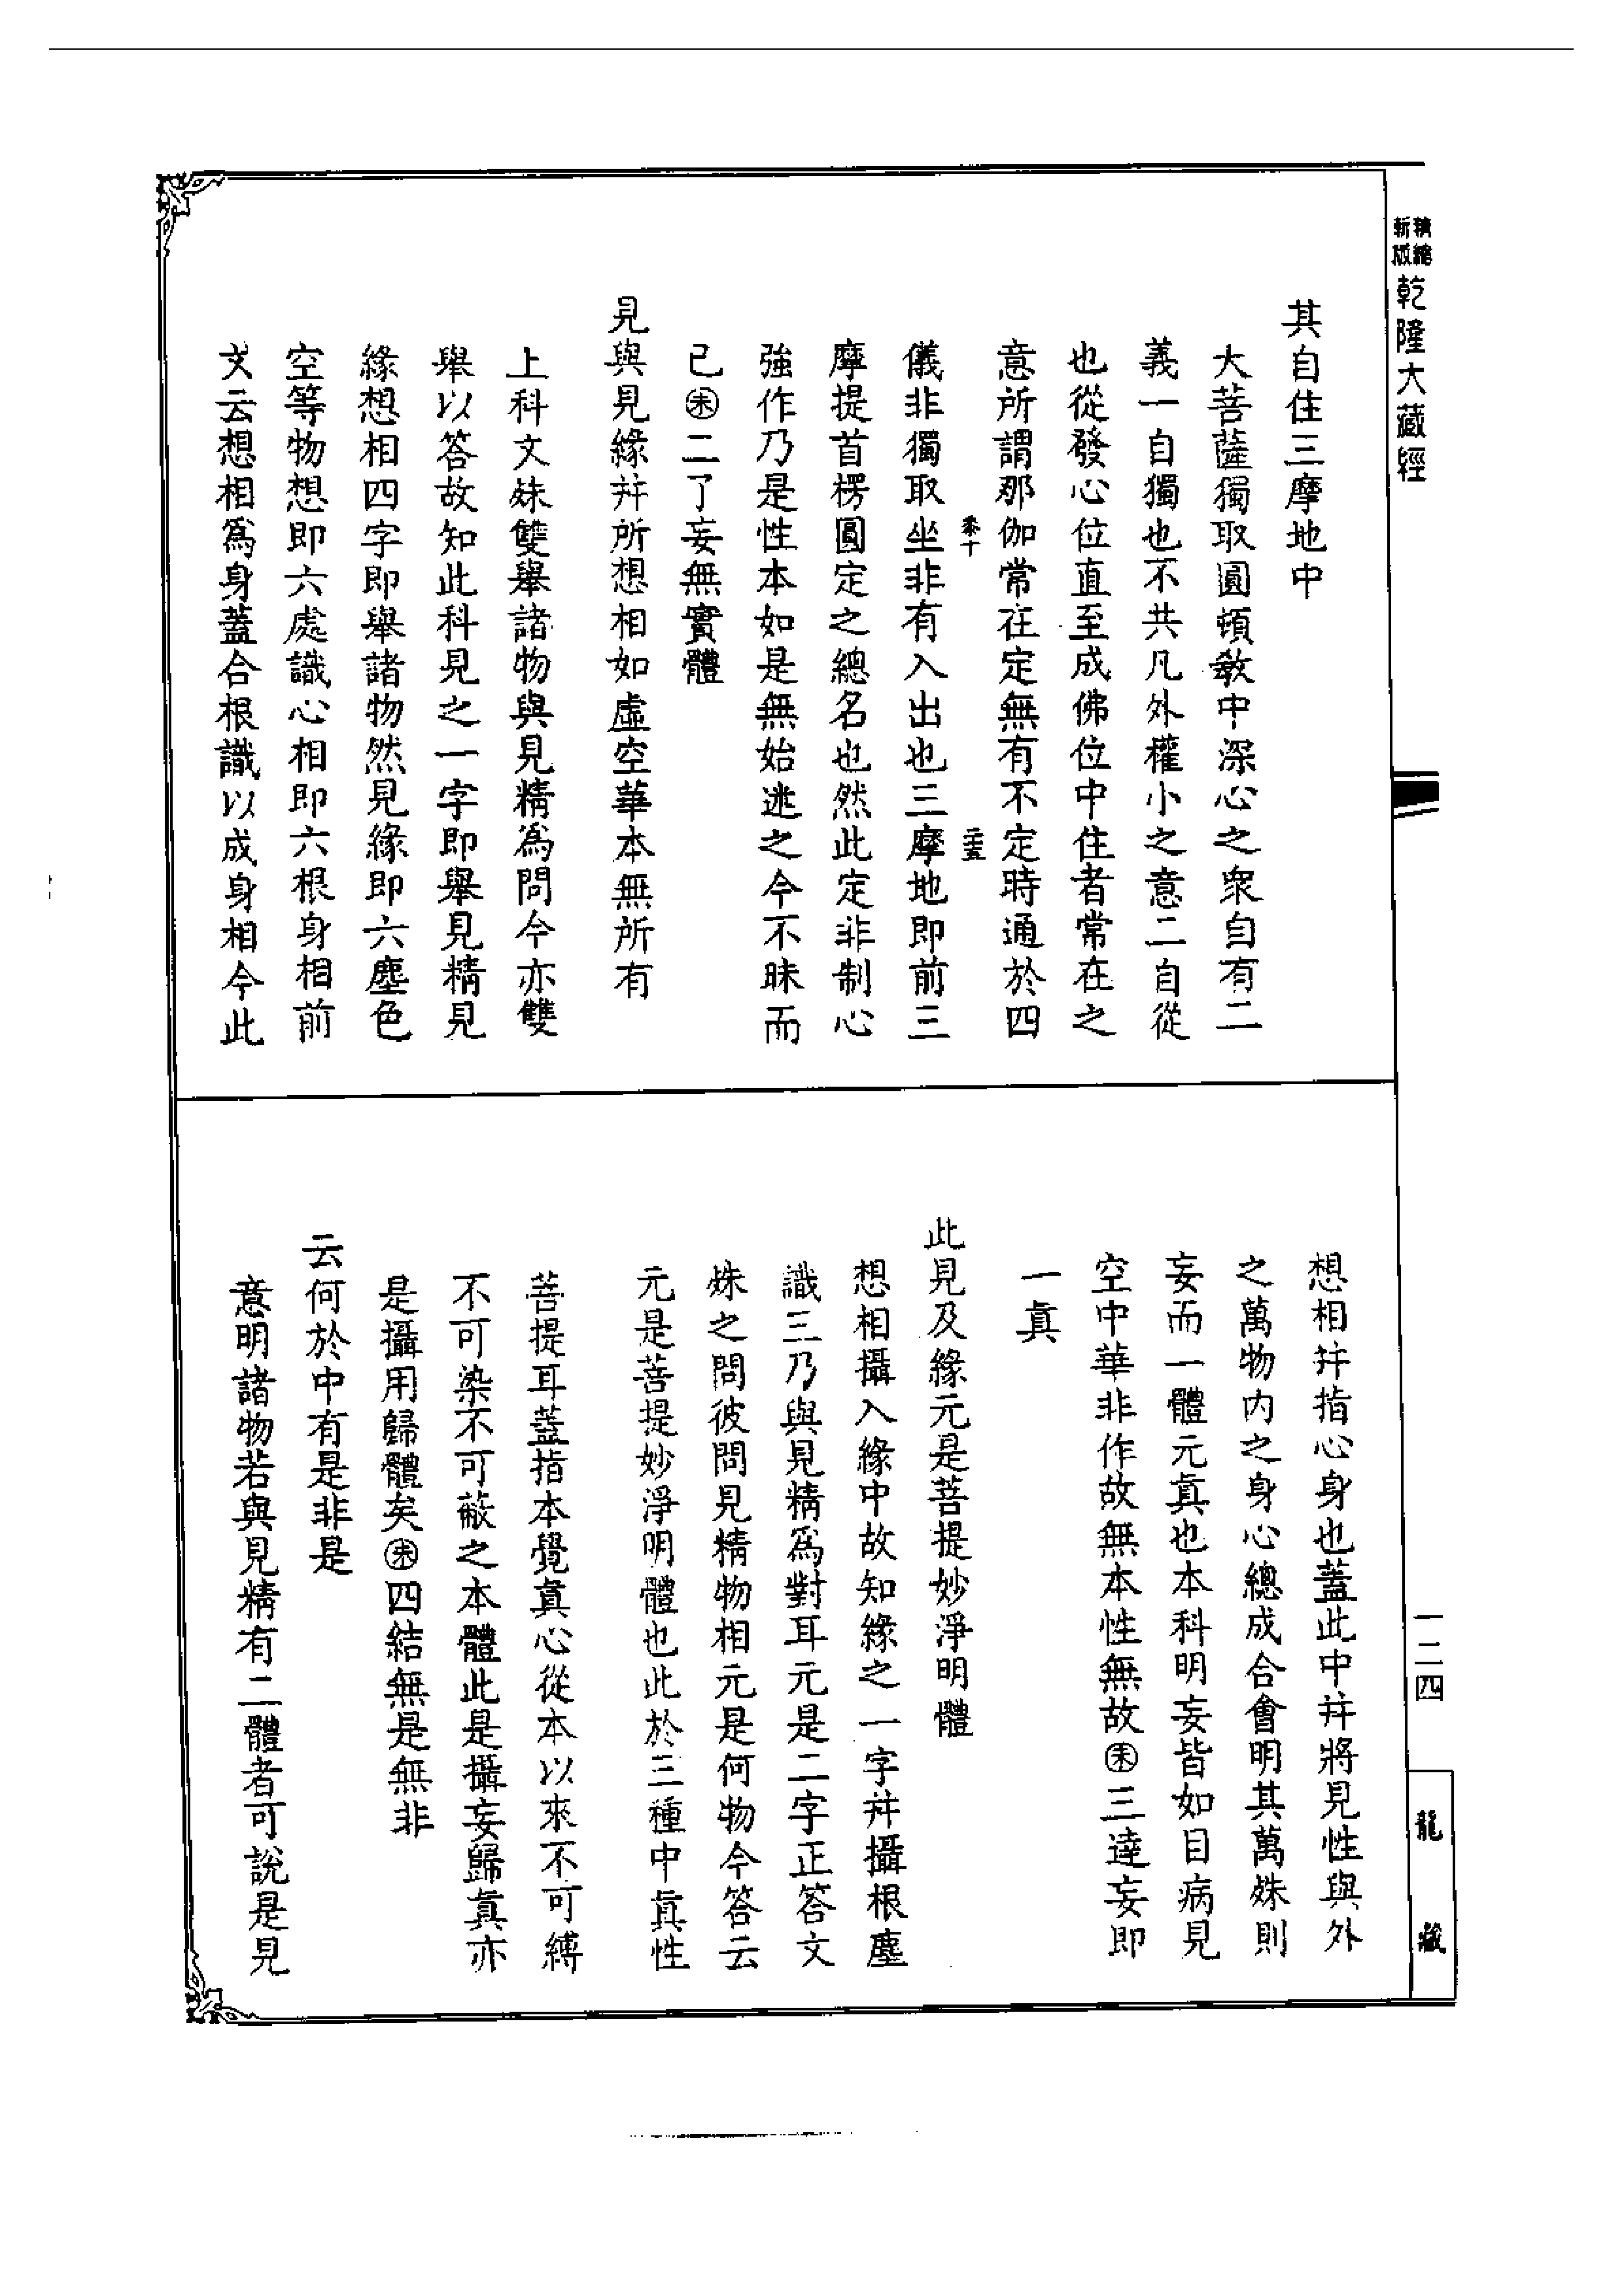 精縮
新版
乾隆大藏經
其自住三摩地中
大菩薩獨取圓頓教中深心之衆自有二
義一自獨也不共凡外權小之意二自從
也從發心位直至成佛位中住者常在之
意所謂那伽常在定無有不定時通於四
儀非獨取坐非有入出也三摩地即前三
摩提首楞圓定之總名也然此定非制心
強作乃是性本如是無始迷之今不昧而
已㊍二了妄無實體
見與見緣幷所想相如虛空華本無所有
上科文妹雙舉諸物與見精爲問今亦雙
舉以答故知此科見之一字即舉見精見
緣想相四字即舉諸物然見緣即六塵色
空等物想即六處識心相即六根身相前
文云想相爲身蓋合根識以成身相今此
想相幷指心身也蓋此中幷將見性與外
之萬物內之身心總成合會明其萬姝則
妄而一體元眞也本科明妄皆如目病見
空中華非作故無本性無故三達妄即
一眞
此見及緣元是菩提妙淨明體
想相攝入緣中故知緣之一字幷攝根塵
識三乃與見精爲對耳元是二字正答文
姝之問彼問見精物相元是何物今答云
元是菩提妙淨明體也此於三種中眞性
菩提耳蓋指本覺眞心從本以來不可縛
不可染不可蔽之本體此是攝妄歸眞亦
是攝用歸體矣四結無是無非
云何於中有是非是
意明諸物若與見精有二體者可說是見
一二四
龍藏